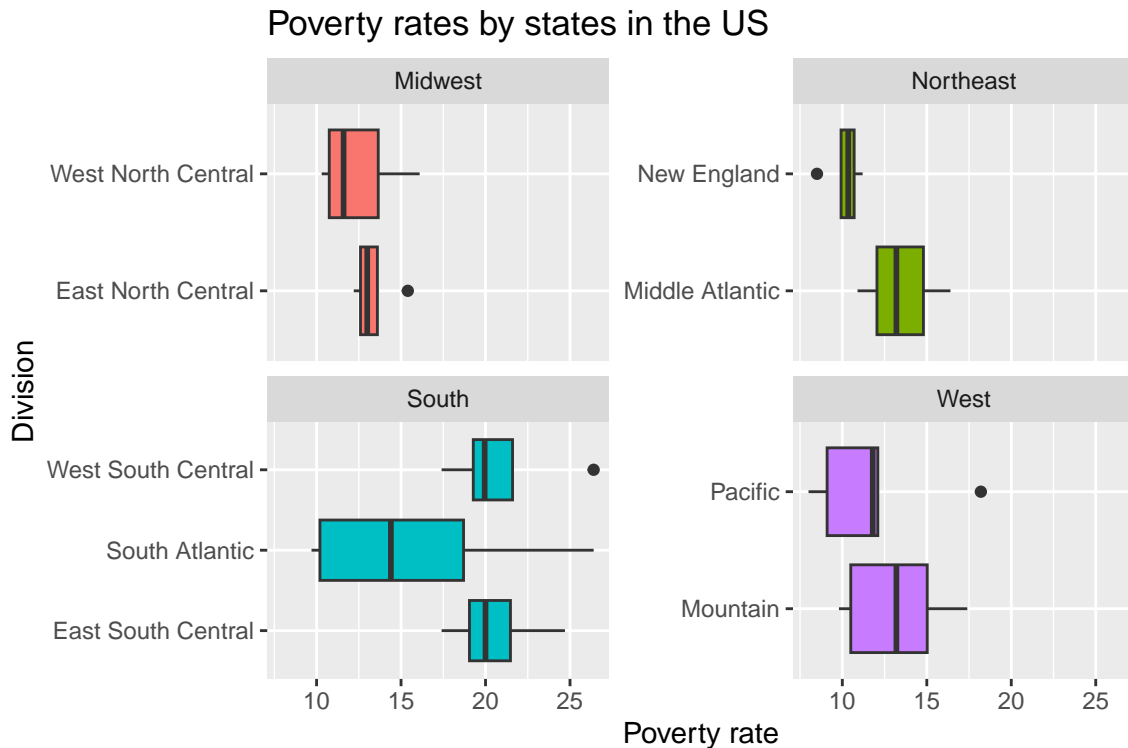 Poverty rates by states in the US
Midwest
Northeast
West North Central
East North Central
New England
Middle Atlantic
Division
South
West
West South Central
South Atlantic
East South Central
Pacific
Mountain
10 15 20 25
10 15 20 25
Poverty rate